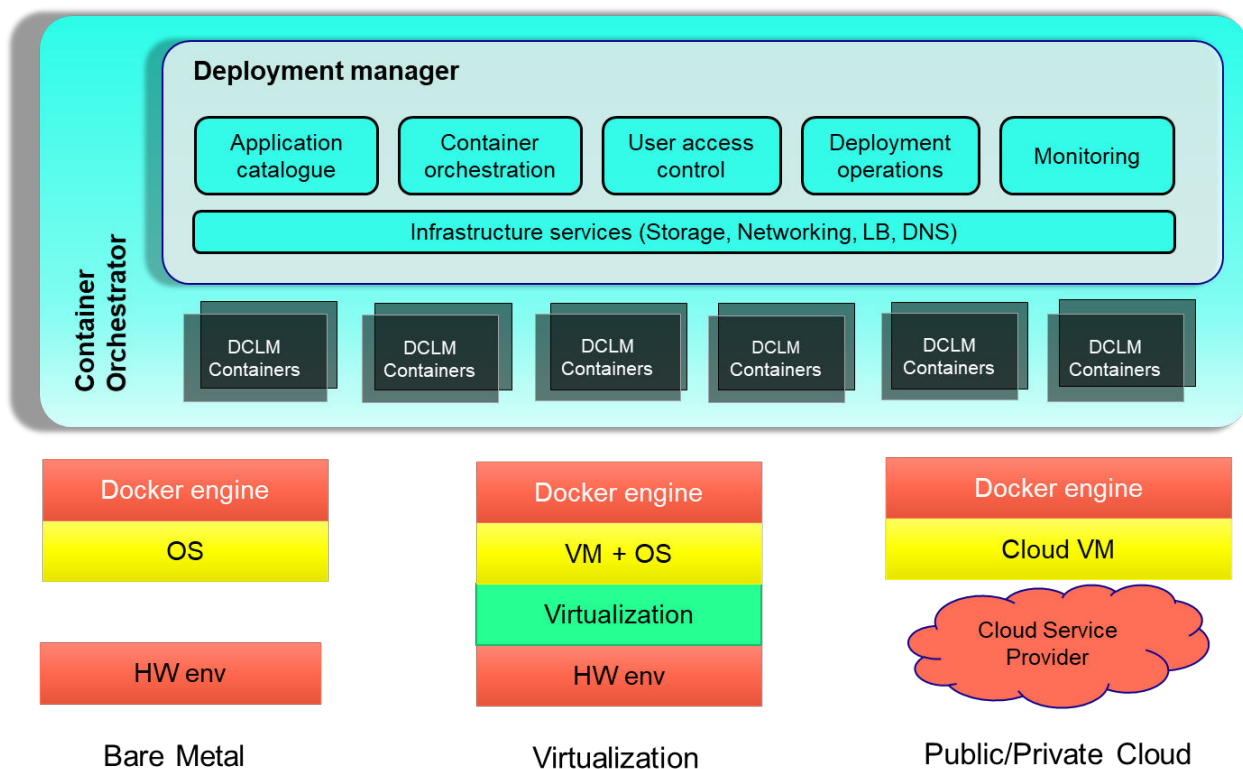 Deployment manager
Application
catalogue
Container
orchestration
User access
control
Deployment
operations
Monitoring
Infrastructure services (Storage, Networking, LB, DNS)
Container
Orchestrator
DCLM
Containers
DCLM
Containers
DCLM
Containers
DCLM
Containers
DCLM
Containers
DCLM
Containers
Docker engine
OS
HW env
Bare Metal
Docker engine
VM + OS
Virtualization
HW env
Virtualization
Docker engine
Cloud VM
Cloud Service
Provider
Public/Private Cloud